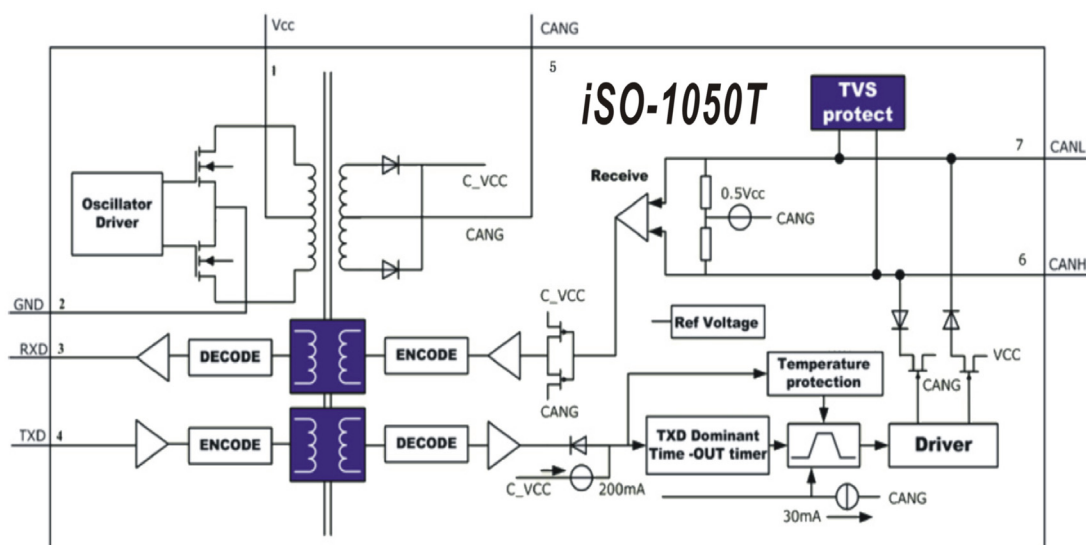 Vcc
CANG
1
5
iSO-1050T
TVS
protect
7
CANL
Receive
0.5Vcc
C_VCC
CANG
Oscillator
Driver
CANG
6
CANH
GND
2
C_VCC
Ref Voltage
RXD
3
DECODE
ENCODE
Temperature
protection
VCC
CANG
CANG
TXD
4
ENCODE
DECODE
TXD Dominant
Time -OUT timer
Driver
C_VCC
200mA
CANG
30mA